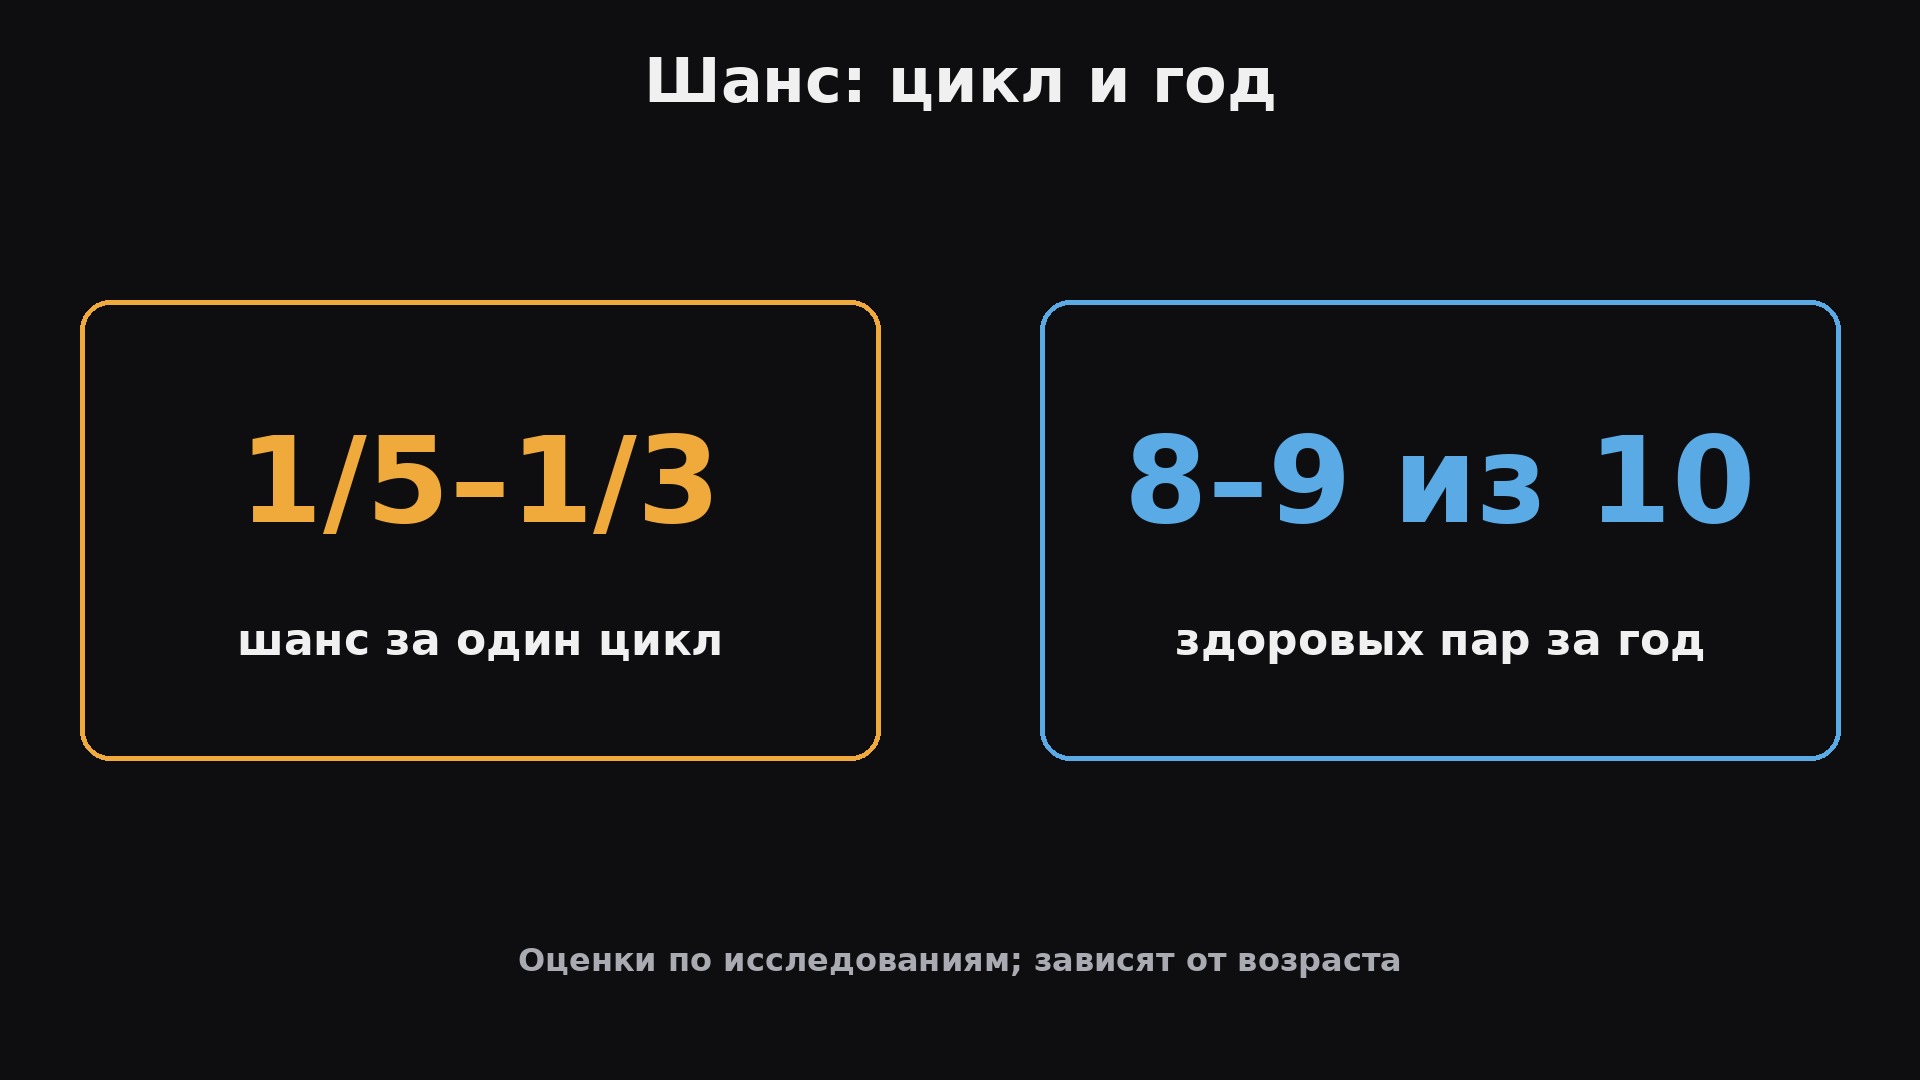 Шанс: цикл и год
1/5–1/3
шанс за один цикл
8–9 из 10
здоровых пар за год
Оценки по исследованиям; зависят от возраста